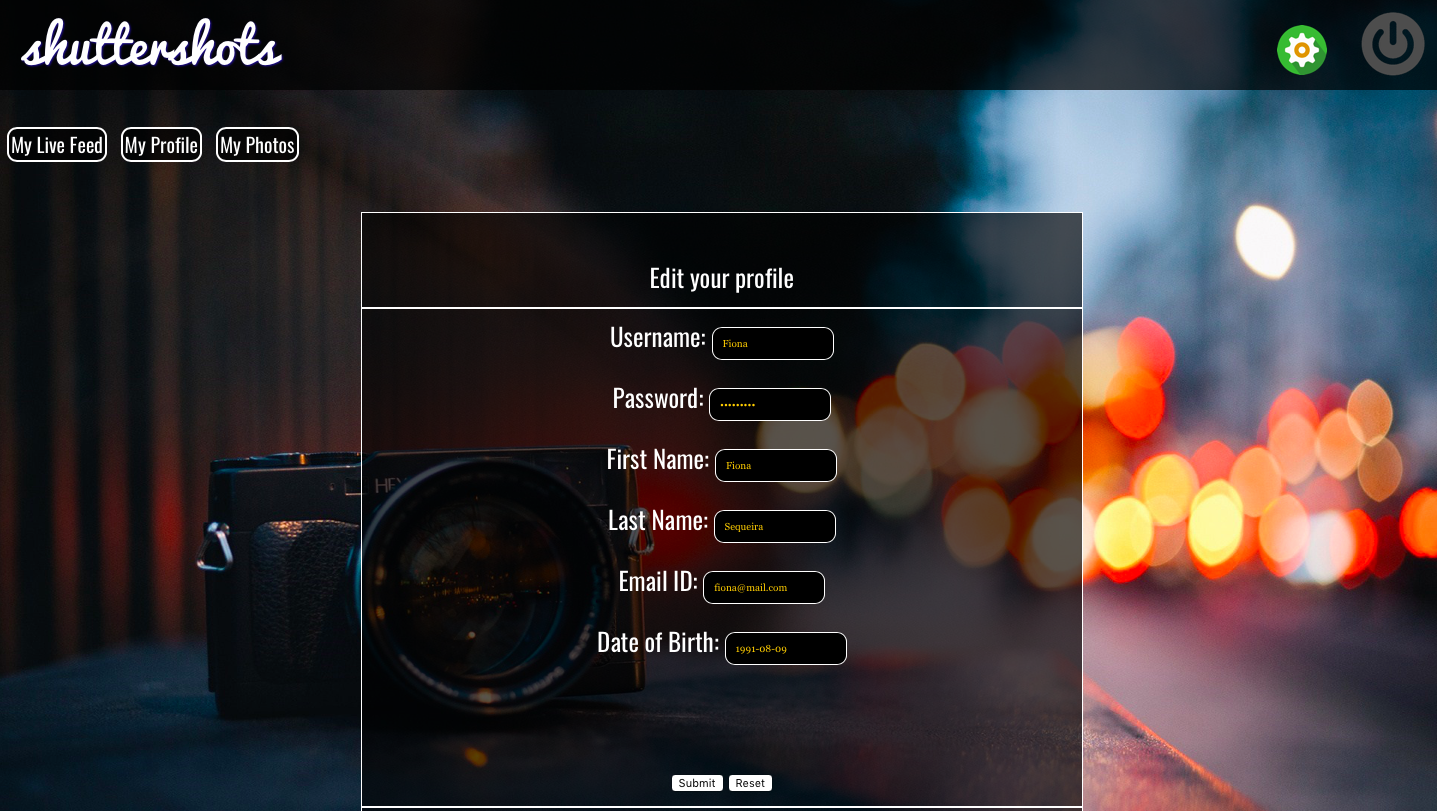 shuttershots
My Live Feed My Profile My Photos
Edit your profile
Username: Fiona
Password: •••••••••
First Name: Fiona
Last Name: Sequeira
Email ID: fiona@mail.com
Date of Birth: 1991-08-09
Submit Reset